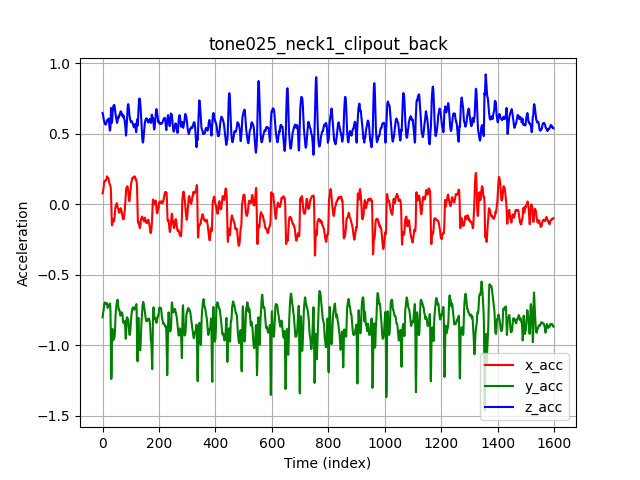 tone025_neck1_clipout_back
1.0
0.5
0.0
−0.5
−1.0
−1.5
Acceleration
x_acc
y_acc
z_acc
0 200 400 600 800 1000 1200 1400 1600
Time (index)